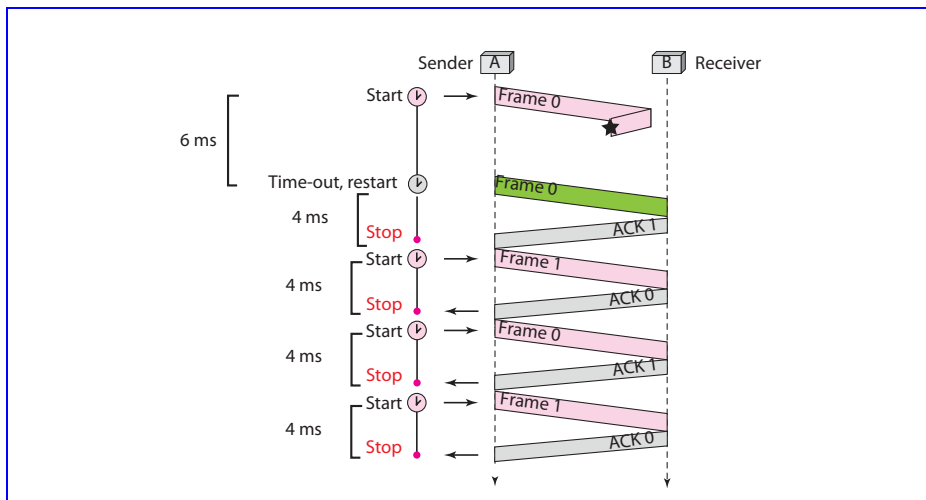 Sender A B Receiver
Start Frame 0
6 ms
Time-out, restart Frame 0
4 ms
Stop ACK 1
Start Frame 1
4 ms
Stop ACK 0
Start Frame 0
4 ms
Stop ACK 1
Start Frame 1
4 ms
Stop ACK 0